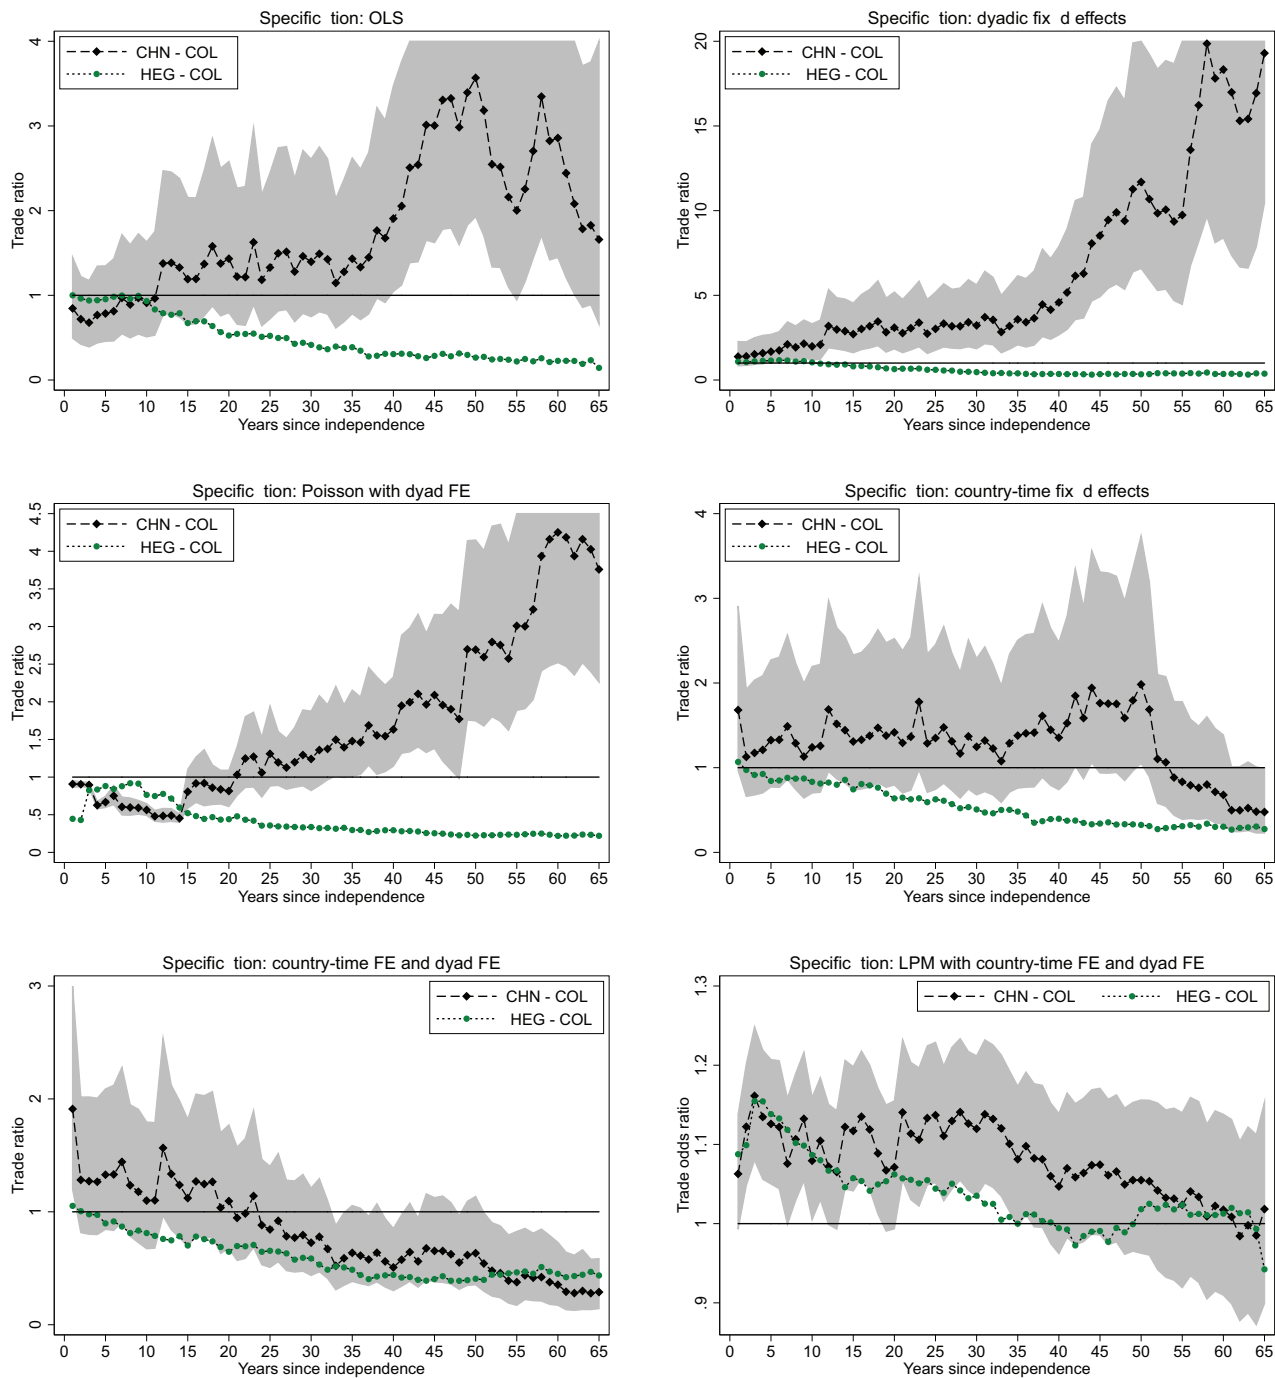 Specific tion: OLS
4
3
2
1
0
Trade ratio
CHN - COL
HEG - COL
0 5 10 15 20 25 30 35 40 45 50 55 60 65
Years since independence
Specific tion: dyadic fix d effects
20
15
10
5
0
Trade ratio
CHN - COL
HEG - COL
0 5 10 15 20 25 30 35 40 45 50 55 60 65
Years since independence
Specific tion: Poisson with dyad FE
4.5
4
3.5
3
2.5
2
1.5
1
.5
0
Trade ratio
CHN - COL
HEG - COL
0 5 10 15 20 25 30 35 40 45 50 55 60 65
Years since independence
Specific tion: country-time fix d effects
4
3
2
1
0
Trade ratio
CHN - COL
HEG - COL
0 5 10 15 20 25 30 35 40 45 50 55 60 65
Years since independence
Specific tion: country-time FE and dyad FE
3
2
1
0
Trade ratio
CHN - COL
HEG - COL
0 5 10 15 20 25 30 35 40 45 50 55 60 65
Years since independence
Specific tion: LPM with country-time FE and dyad FE
1.3
1.2
1.1
1
.9
Trade odds ratio
CHN - COL HEG - COL
0 5 10 15 20 25 30 35 40 45 50 55 60 65
Years since independence